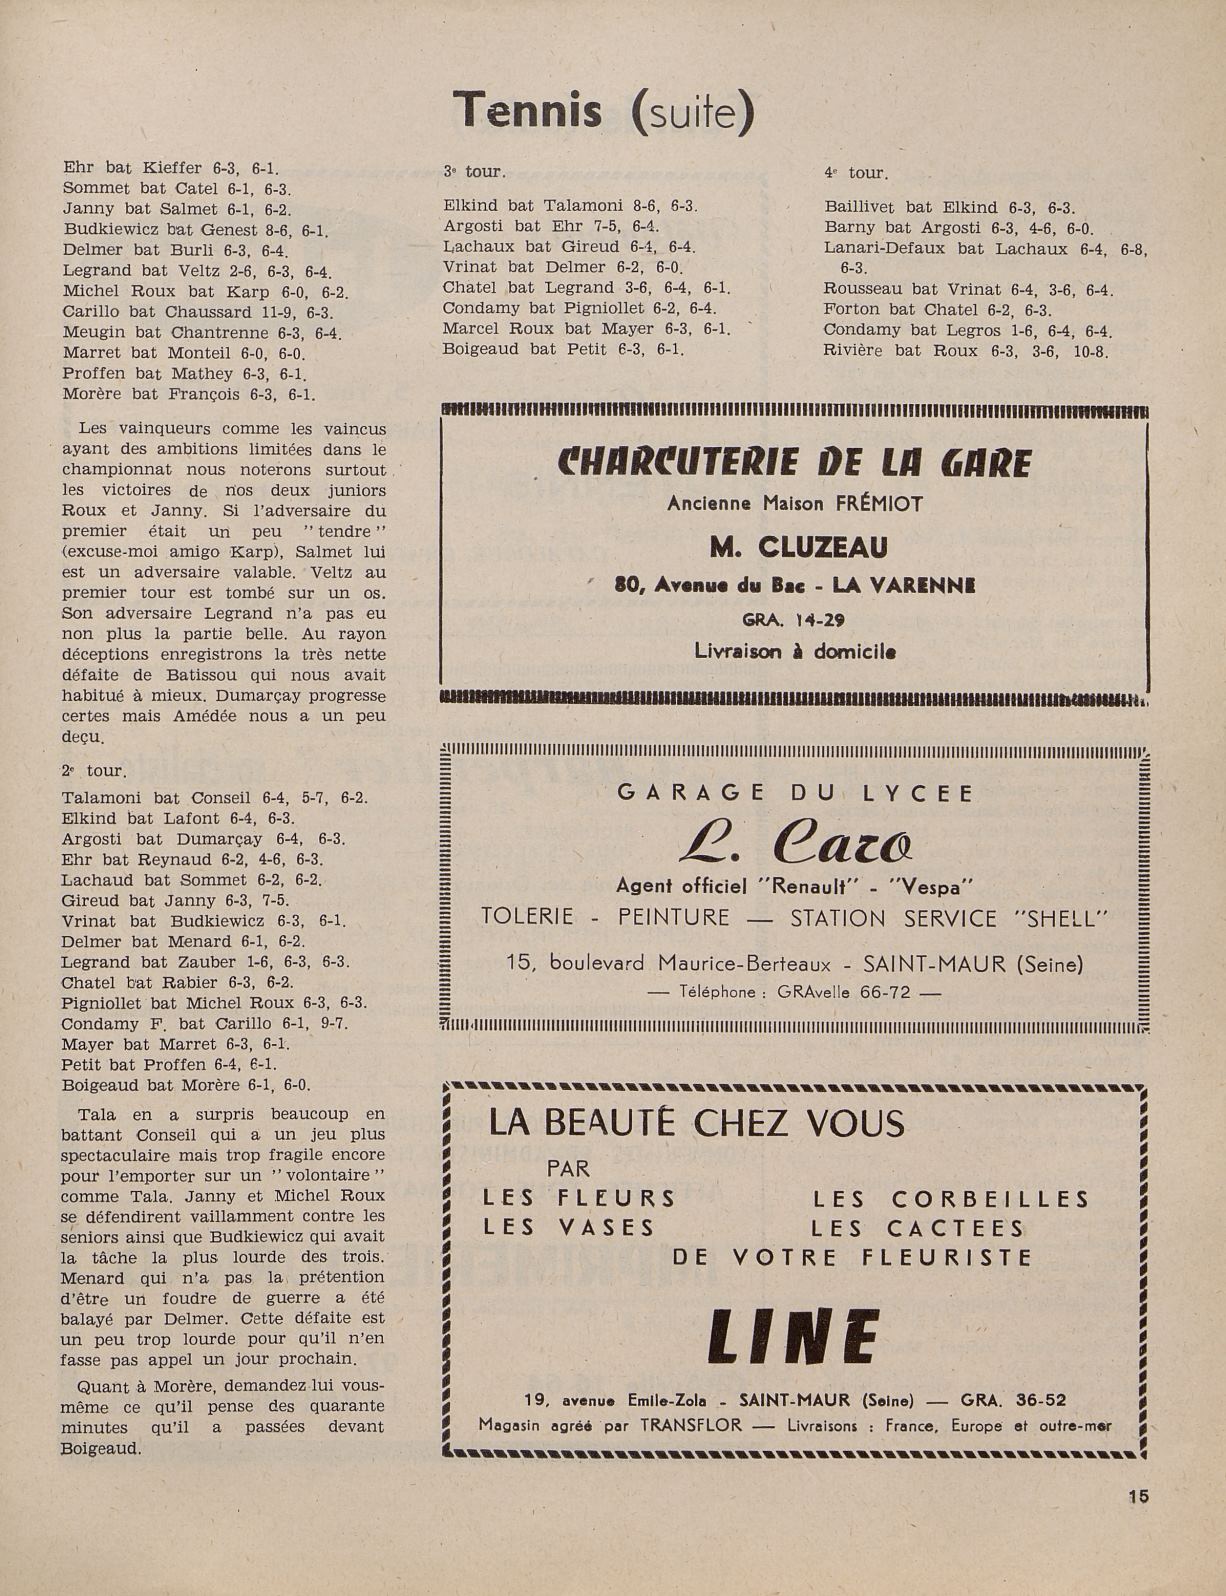 Tennis (suite)
Ehr bat Kieffer 6-3, 6-1.
Sommet bat Catel 6-1, 6-3.
Janny bat Salmet 6-1, 6-2.
Budkiewicz bat Genest 8-6, 6-1.
Delmer bat Burli 6-3, 6-4.
Legrand bat Veltz 2-6, 6-3, 6-4.
Michel Roux bat Karp 6-0, 6-2.
Carillo bat Chaussard 11-9, 6-3.
Meugin bat Chantrenne 6-3, 6-4.
Marret bat Monteil 6-0, 6-0.
Proffen bat Mathey 6-3, 6-1.
Morère bat François 6-3, 6-1.
Les vainqueurs comme les vaincus
ayant des ambitions limitées dans le
championnat nous noterons surtout
les victoires de nos deux juniors
Roux et Janny. Si l'adversaire du
premier était un peu "tendre"
(excuse-moi amigo Karp), Salmet lui
est un adversaire valable. Veltz au
premier tour est tombé sur un os.
Son adversaire Legrand n'a pas eu
non plus la partie belle. Au rayon
déceptions enregistrons la très nette
défaite de Batissou qui nous avait
habitué à mieux. Dumarçay progresse
certes mais Amédée nous a un peu
deçu.
2e tour.
Talamoni bat Conseil 6-4, 5-7, 6-2.
Elkind bat Lafont 6-4, 6-3.
Argosti bat Dumarçay 6-4, 6-3.
Ehr bat Reynaud 6-2, 4-6, 6-3.
Lachaud bat Sommet 6-2, 6-2.
Gireud bat Janny 6-3, 7-5.
Vrinat bat Budkiewicz 6-3, 6-1.
Delmer bat Menard 6-1, 6-2.
Legrand bat Zauber 1-6, 6-3, 6-3.
Chatel bat Rabier 6-3, 6-2.
Pigniollet bat Michel Roux 6-3, 6-3.
Condamy F. bat Carillo 6-1, 9-7.
Mayer bat Marret 6-3, 6-1.
Petit bat Proffen 6-4, 6-1.
Boigeaud bat Morère 6-1, 6-0.
Tala en a surpris beaucoup en
battant Conseil qui a un jeu plus
spectaculaire mais trop fragile encore
pour l'emporter sur un "volontaire"
comme Tala. Janny et Michel Roux
se défendirent vaillamment contre les
seniors ainsi que Budkiewicz qui avait
la tâche la plus lourde des trois.
Menard qui n'a pas la prétention
d'être un foudre de guerre a été
balayé par Delmer. Cette défaite est
un peu trop lourde pour qu'il n'en
fasse pas appel un jour prochain.
Quant à Morère, demandez-lui vous-
même ce qu'il pense des quarante
minutes qu'il a passées devant
Boigeaud.
3e tour.
Elkind bat Talamoni 8-6, 6-3.
Argosti bat Ehr 7-5, 6-4.
Lachaux bat Gireud 6-4, 6-4.
Vrinat bat Delmer 6-2, 6-0.
Chatel bat Legrand 3-6, 6-4, 6-1.
Condamy bat Pigniollet 6-2, 6-4.
Marcel Roux bat Mayer 6-3, 6-1.
Boigeaud bat Petit 6-3, 6-1.
4e tour.
Baillivet bat Elkind 6-3, 6-3.
Barny bat Argosti 6-3, 4-6, 6-0.
Lanari-Defaux bat Lachaux 6-4, 6-8,
6-3.
Rousseau bat Vrinat 6-4, 3-6, 6-4.
Forton bat Chatel 6-2, 6-3.
Condamy bat Legros 1-6, 6-4, 6-4.
Rivière bat Roux 6-3, 3-6, 10-8.
CHARCUTERIE DE LA GARE
Ancienne Maison FRÉMIOT
M. CLUZEAU
80, Avenue du Bac - LA VARENNE
GRA. 14-29
Livraison à domicile
GARAGE DU LYCEE
L. Caro
Agent officiel "Renault" - "Vespa"
TOLERIE - PEINTURE — STATION SERVICE "SHELL"
15, boulevard Maurice-Berteaux - SAINT-MAUR (Seine)
— Téléphone : GRAvelle 66-72 —
LA BEAUTÉ CHEZ VOUS
PAR
LES FLEURS LES CORBEILLES
LES VASES LES CACTEES
DE VOTRE FLEURISTE
LINE
19, avenue Emile-Zola - SAINT-MAUR (Seine) — GRA. 36-52
Magasin agréé par TRANSFLOR — Livraisons : France, Europe et outre-mer
15